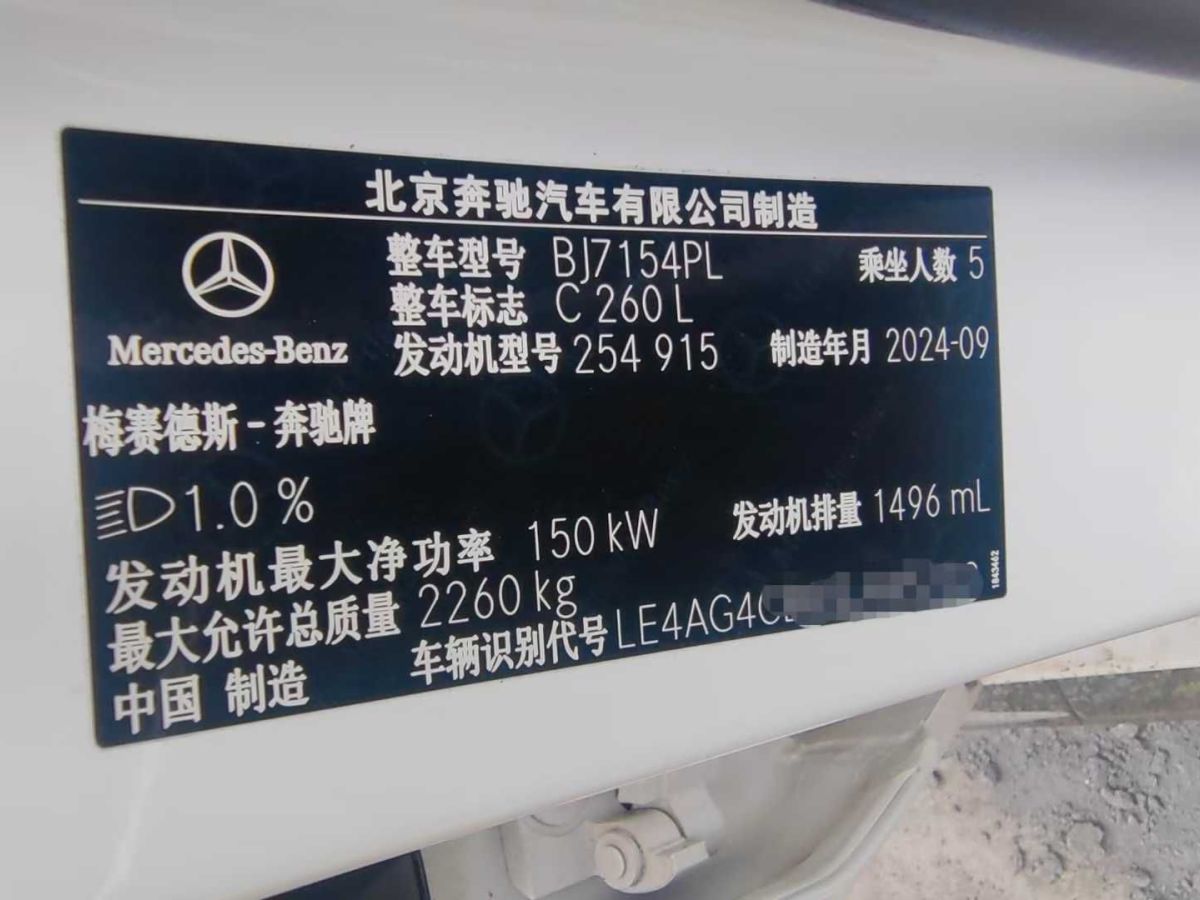 北京奔驰汽车有限公司制造
整车型号 BJ7154PL 乘坐人数 5
整车标志 C 260 L
Mercedes-Benz
发动机型号 254 915 制造年月 2024-09
梅赛德斯-奔驰牌
1.0 %
发动机最大净功率 150 kW 发动机排量 1496 mL
最大允许总质量 2260 kg
中国 制造 车辆识别代号 LE4AG4C
1843462